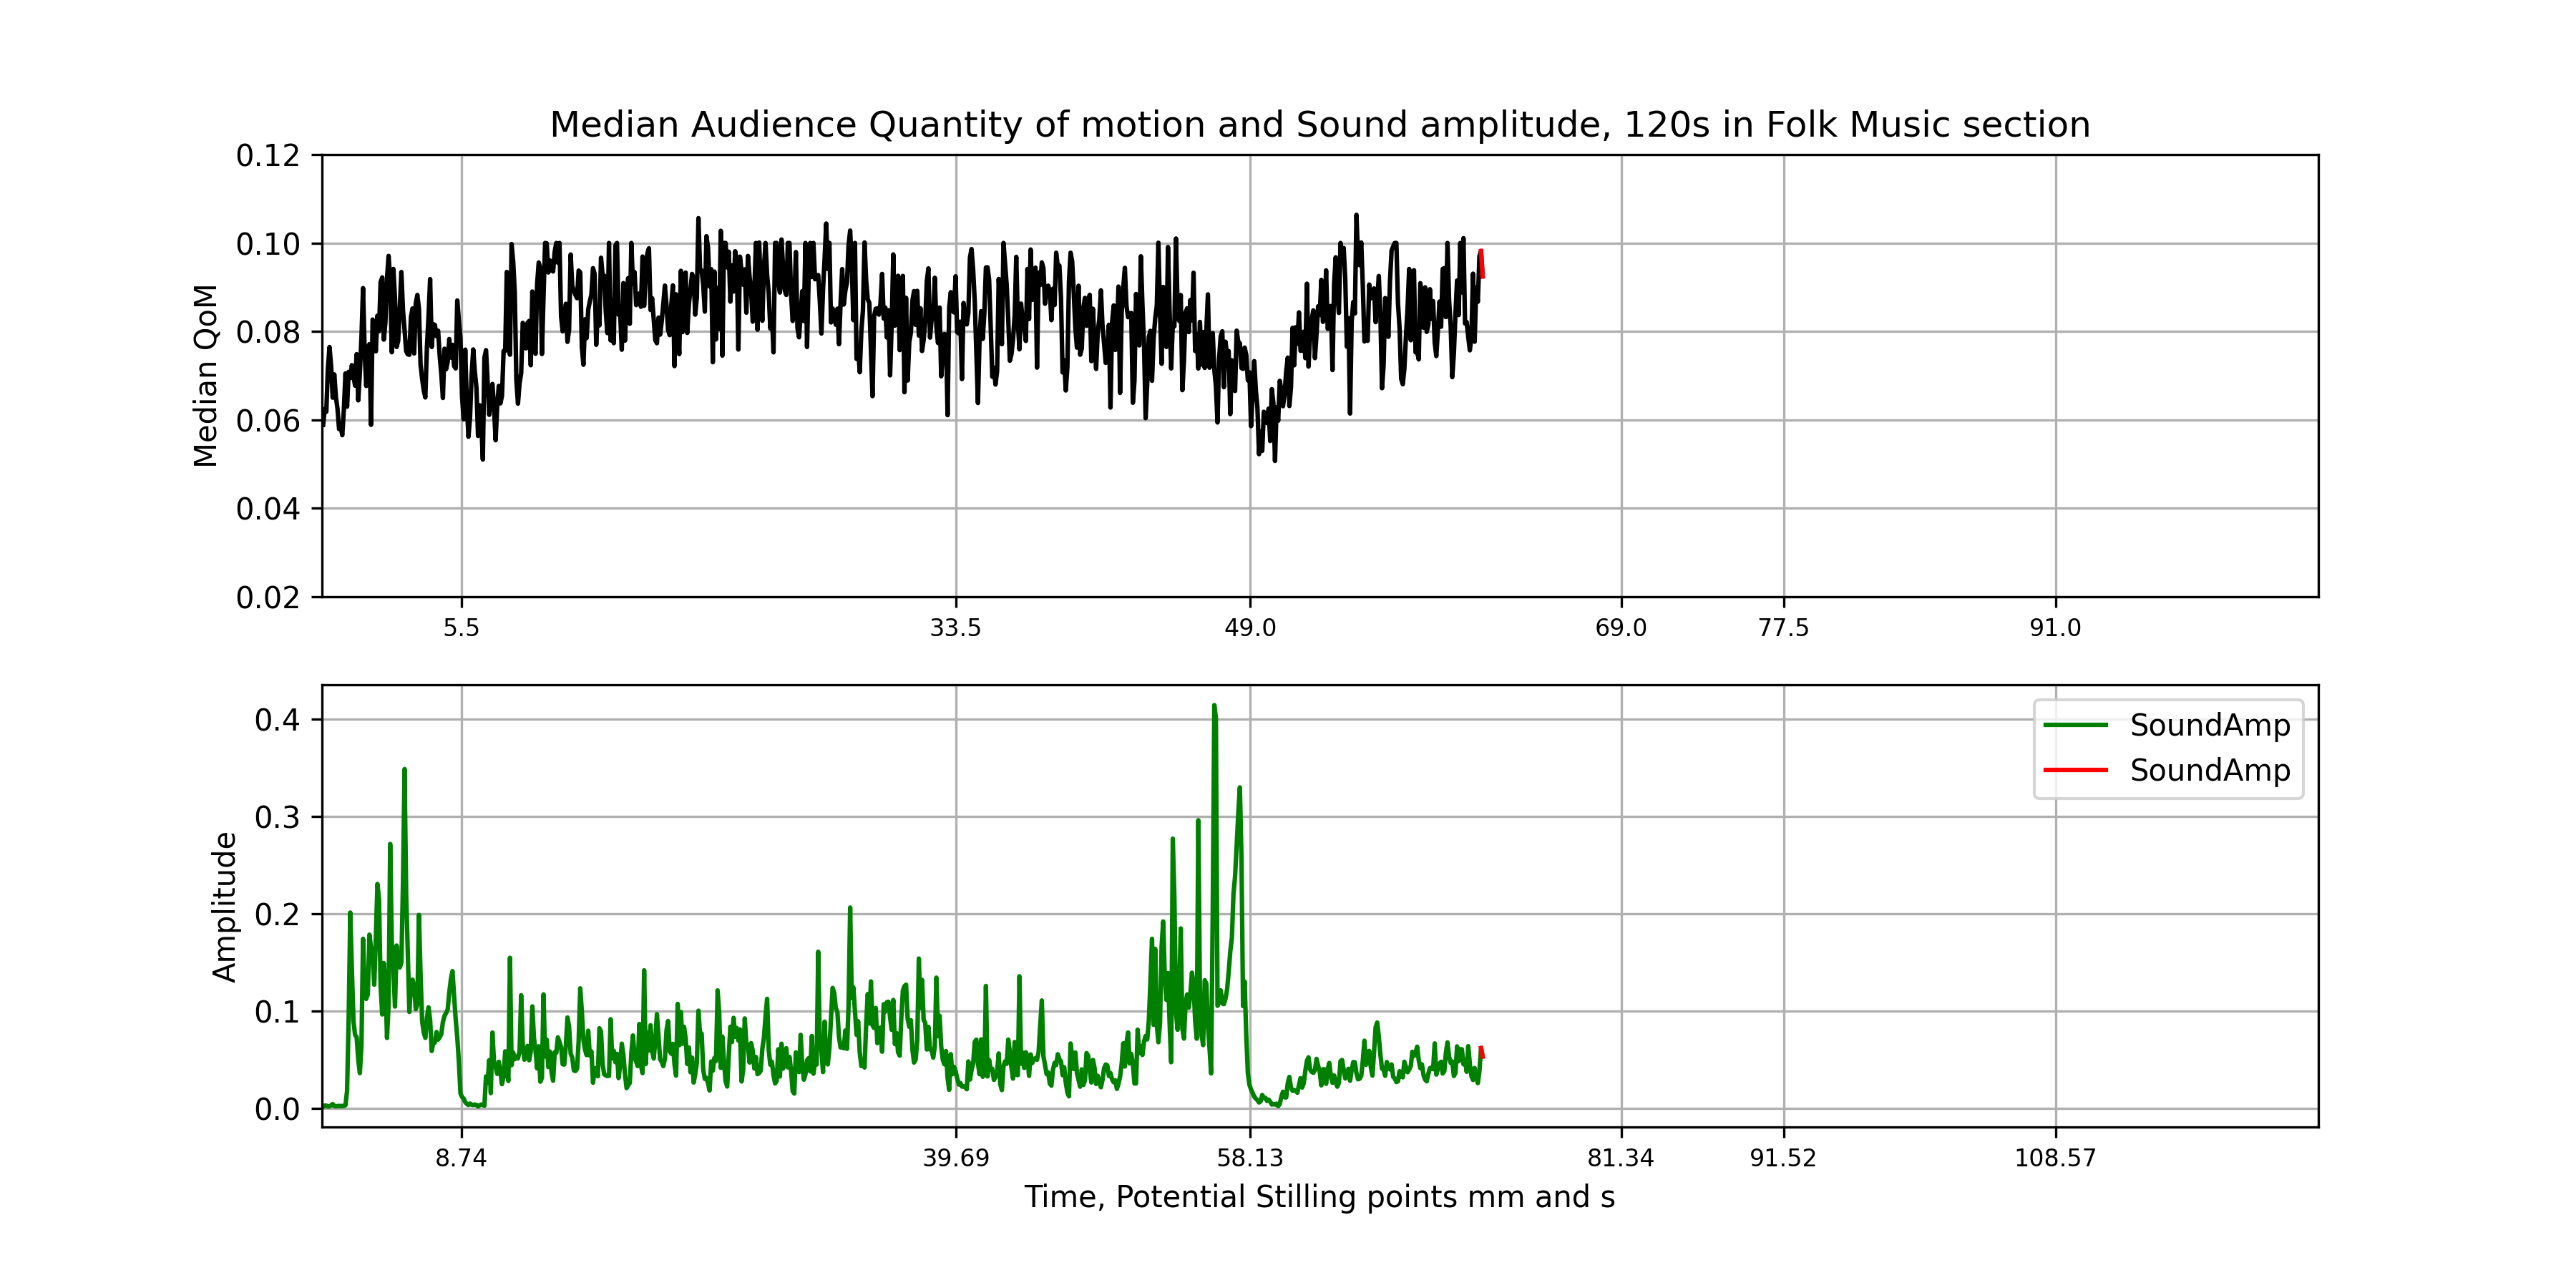 Median Audience Quantity of motion and Sound amplitude, 120s in Folk Music section
0.12
0.10
0.08
0.06
0.04
0.02
Median QoM
5.5 33.5 49.0 69.0 77.5 91.0
0.4
0.3
0.2
0.1
0.0
Amplitude
SoundAmp
SoundAmp
8.74 39.69 58.13 81.34 91.52 108.57
Time, Potential Stilling points mm and s